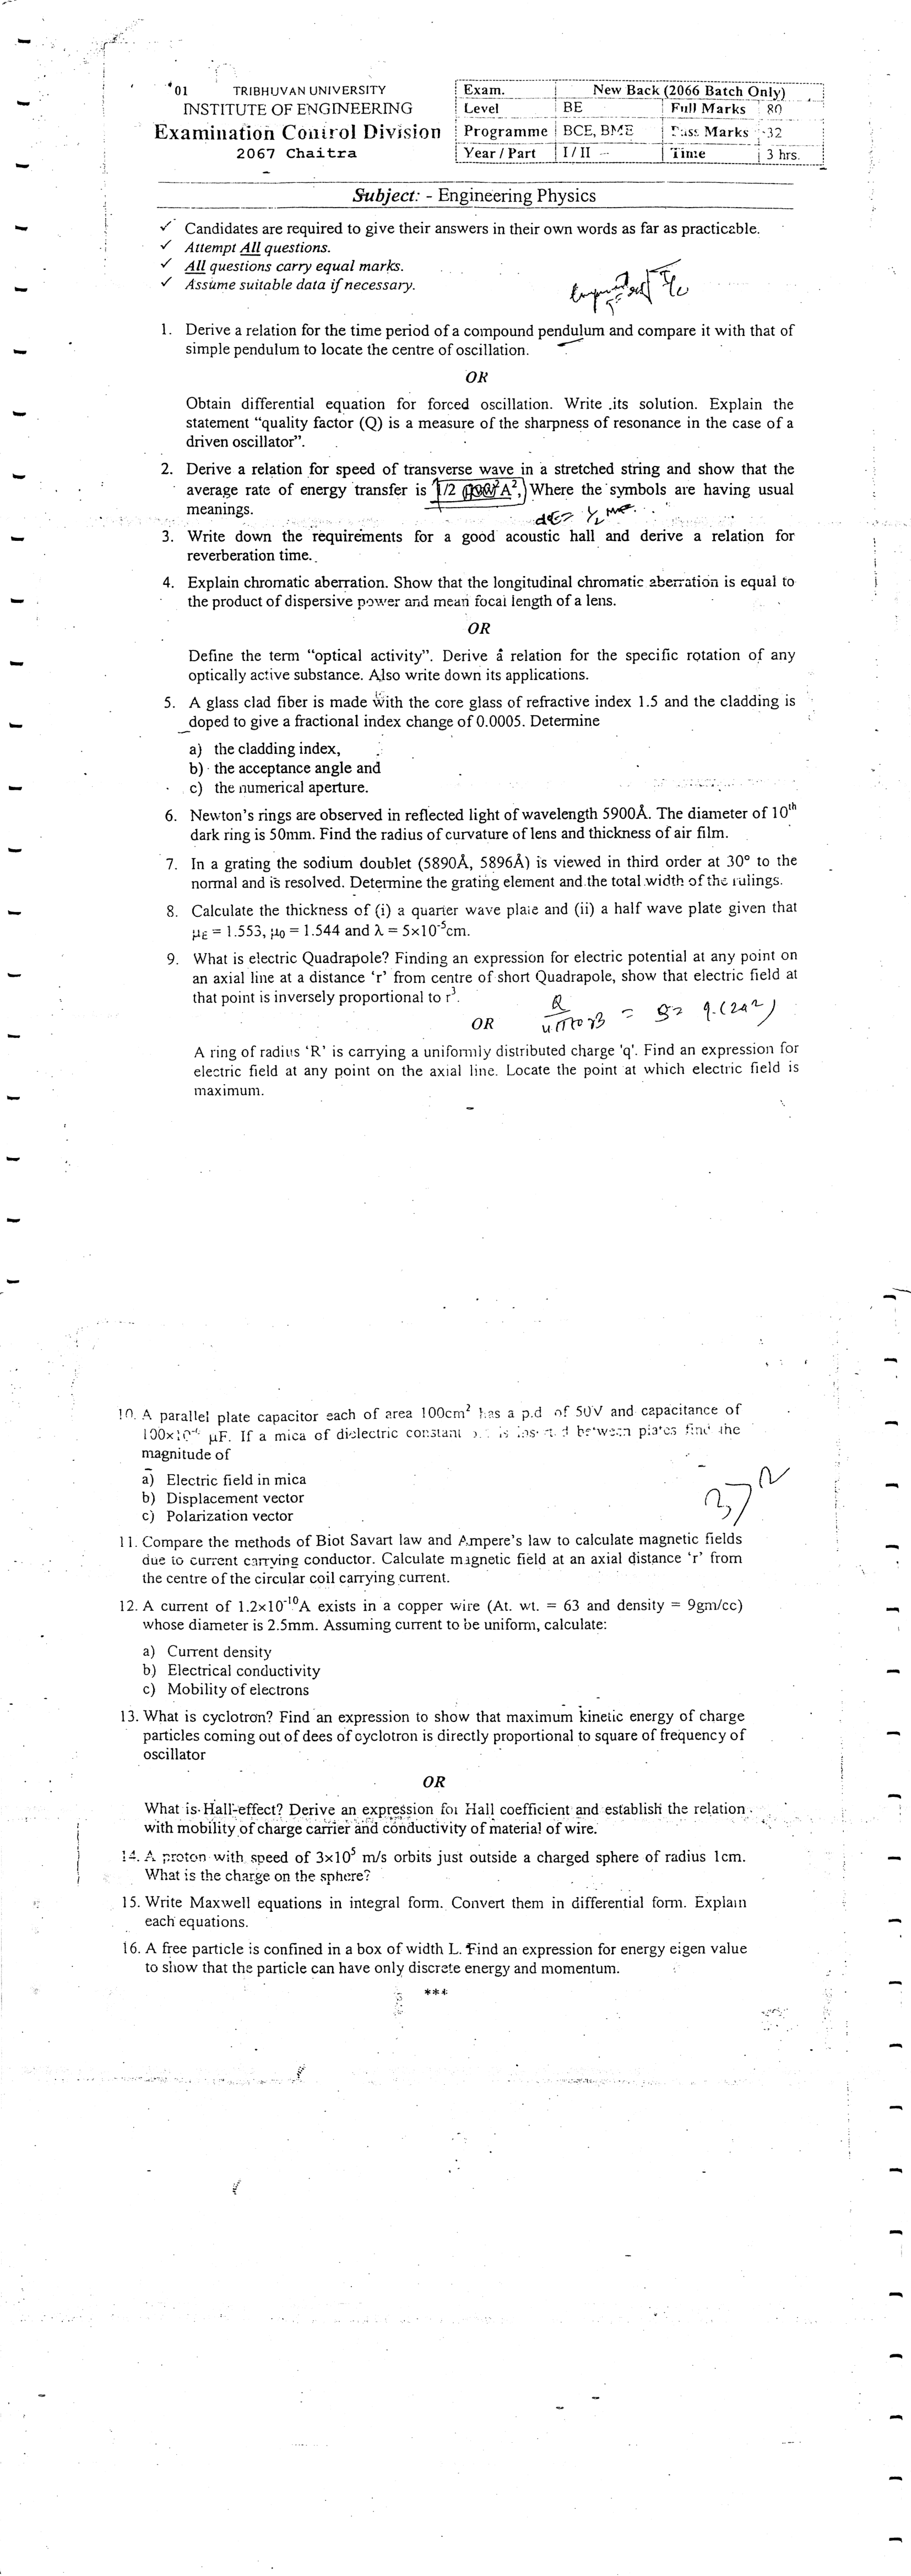 01 TRIBHUVAN UNIVERSITY
INSTITUTE OF ENGINEERING
Examination Control Division
2067 Chaitra
Exam. New Back (2066 Batch Only)
Level BE Full Marks 80
Programme BCE, BME Pass Marks 32
Year / Part I / II Time 3 hrs.
Subject: - Engineering Physics
✓ Candidates are required to give their answers in their own words as far as practicable.
✓ Attempt All questions.
✓ All questions carry equal marks.
✓ Assume suitable data if necessary.
1. Derive a relation for the time period of a compound pendulum and compare it with that of
simple pendulum to locate the centre of oscillation.
OR
Obtain differential equation for forced oscillation. Write its solution. Explain the
statement “quality factor (Q) is a measure of the sharpness of resonance in the case of a
driven oscillator”.
2. Derive a relation for speed of transverse wave in a stretched string and show that the
average rate of energy transfer is 1/2 A², Where the symbols are having usual
meanings.
3. Write down the requirements for a good acoustic hall and derive a relation for
reverberation time.
4. Explain chromatic aberration. Show that the longitudinal chromatic aberration is equal to
the product of dispersive power and mean focal length of a lens.
OR
Define the term “optical activity”. Derive a relation for the specific rotation of any
optically active substance. Also write down its applications.
5. A glass clad fiber is made with the core glass of refractive index 1.5 and the cladding is
doped to give a fractional index change of 0.0005. Determine
a) the cladding index,
b) the acceptance angle and
c) the numerical aperture.
6. Newton’s rings are observed in reflected light of wavelength 5900Å. The diameter of 10th
dark ring is 50mm. Find the radius of curvature of lens and thickness of air film.
7. In a grating the sodium doublet (5890Å, 5896Å) is viewed in third order at 30° to the
normal and is resolved. Determine the grating element and the total width of the rulings.
8. Calculate the thickness of (i) a quarter wave plate and (ii) a half wave plate given that
μE = 1.553, μ0 = 1.544 and λ = 5×10⁻⁵cm.
9. What is electric Quadrapole? Finding an expression for electric potential at any point on
an axial line at a distance ‘r’ from centre of short Quadrapole, show that electric field at
that point is inversely proportional to r³.
OR
A ring of radius ‘R’ is carrying a uniformly distributed charge 'q'. Find an expression for
electric field at any point on the axial line. Locate the point at which electric field is
maximum.
10. A parallel plate capacitor each of area 100cm² has a p.d of 50V and capacitance of
μF. If a mica of dielectric constant is inserted between plates find the
magnitude of
a) Electric field in mica
b) Displacement vector
c) Polarization vector
11. Compare the methods of Biot Savart law and Ampere’s law to calculate magnetic fields
due to current carrying conductor. Calculate magnetic field at an axial distance ‘r’ from
the centre of the circular coil carrying current.
12. A current of 1.2×10⁻¹⁰A exists in a copper wire (At. wt. = 63 and density = 9gm/cc)
whose diameter is 2.5mm. Assuming current to be uniform, calculate:
a) Current density
b) Electrical conductivity
c) Mobility of electrons
13. What is cyclotron? Find an expression to show that maximum kinetic energy of charge
particles coming out of dees of cyclotron is directly proportional to square of frequency of
oscillator
OR
What is Hall-effect? Derive an expression for Hall coefficient and establish the relation
with mobility of charge carrier and conductivity of material of wire.
14. A proton with speed of 3×10⁵ m/s orbits just outside a charged sphere of radius 1cm.
What is the charge on the sphere?
15. Write Maxwell equations in integral form. Convert them in differential form. Explain
each equations.
16. A free particle is confined in a box of width L. Find an expression for energy eigen value
to show that the particle can have only discrete energy and momentum.
***